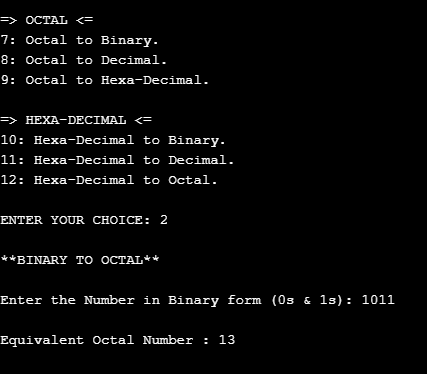 => OCTAL <=
7: Octal to Binary.
8: Octal to Decimal.
9: Octal to Hexa-Decimal.
=> HEXA-DECIMAL <=
10: Hexa-Decimal to Binary.
11: Hexa-Decimal to Decimal.
12: Hexa-Decimal to Octal.
ENTER YOUR CHOICE: 2
**BINARY TO OCTAL**
Enter the Number in Binary form (0s & 1s): 1011
Equivalent Octal Number : 13